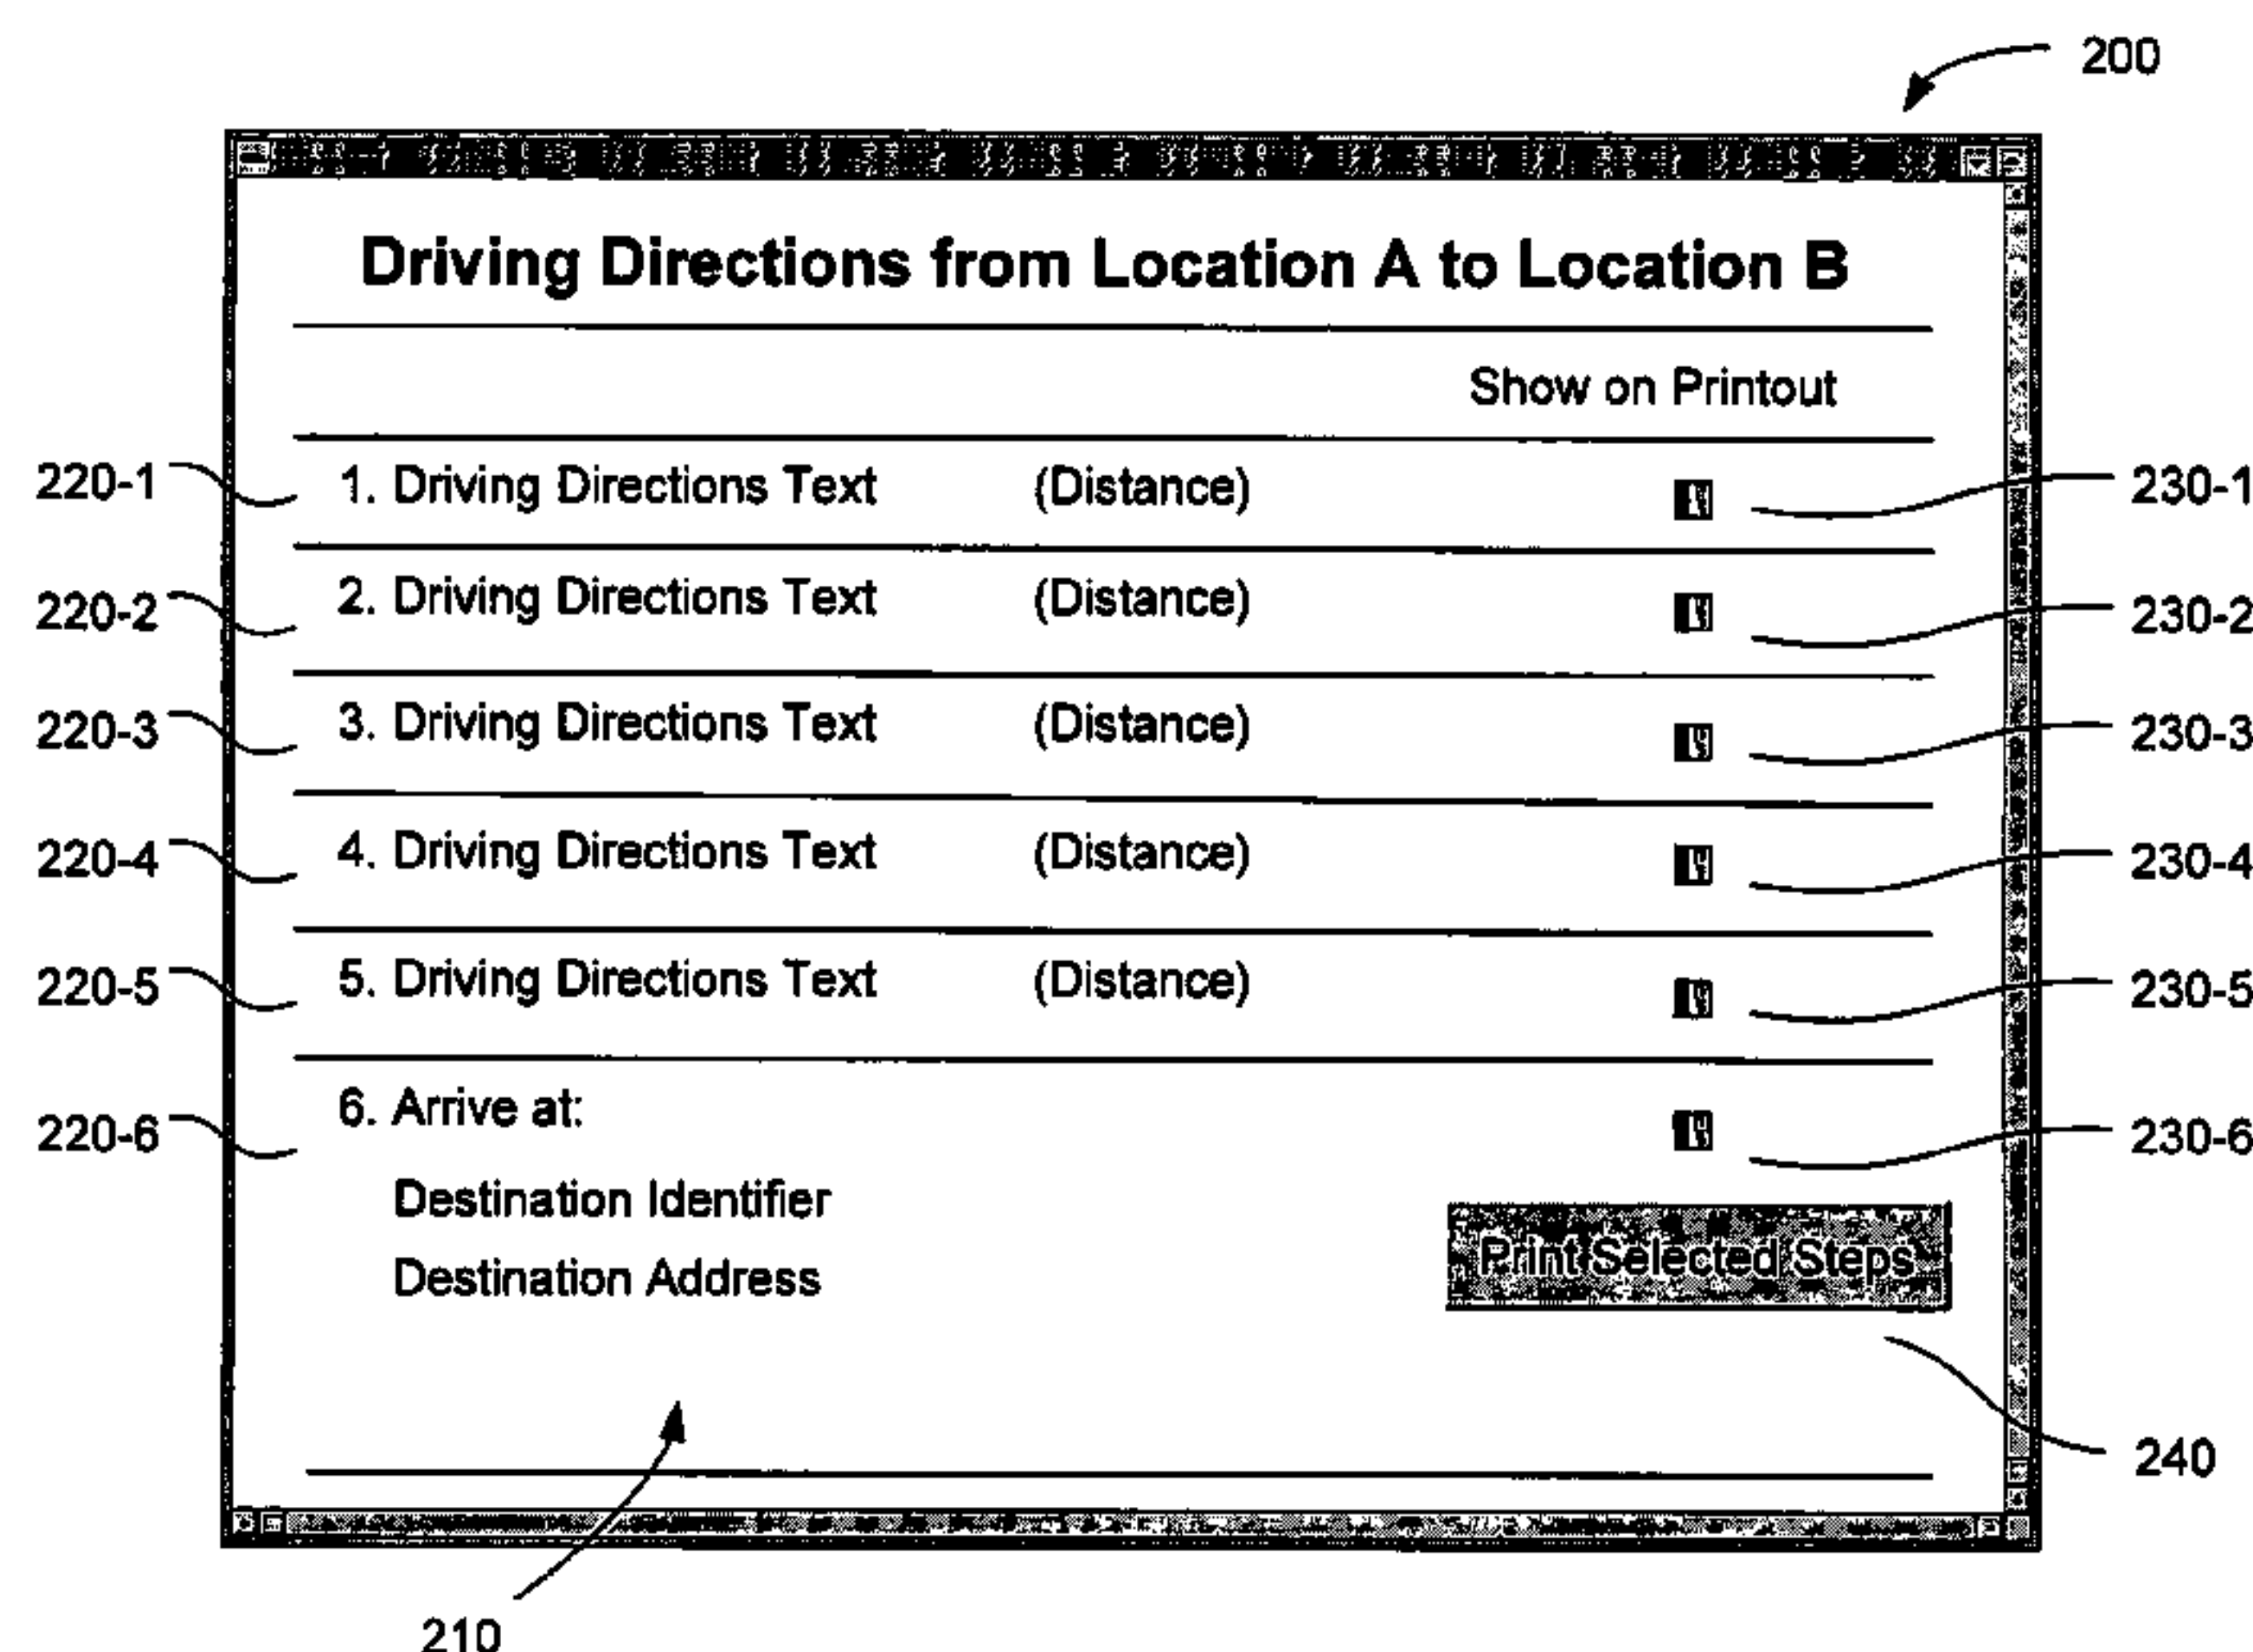 200
Driving Directions from Location A to Location B
Show on Printout
220-1 1. Driving Directions Text (Distance) 230-1
220-2 2. Driving Directions Text (Distance) 230-2
220-3 3. Driving Directions Text (Distance) 230-3
220-4 4. Driving Directions Text (Distance) 230-4
220-5 5. Driving Directions Text (Distance) 230-5
220-6 6. Arrive at: 230-6
Destination Identifier
Print Selected Steps
Destination Address
240
210